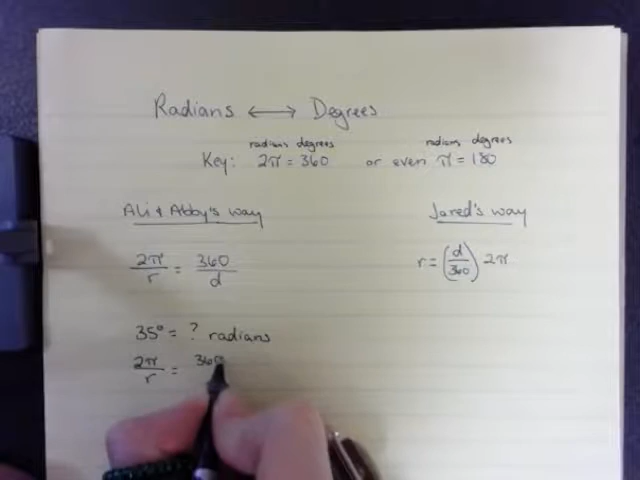 Radians ↔ Degrees
radians degrees radians degrees
Key: 2π = 360 or even π = 180
Ali & Abby's way Jared's way
2π/r = 360/d r = (d/360) 2π
35° = ? radians
2π/r = 360